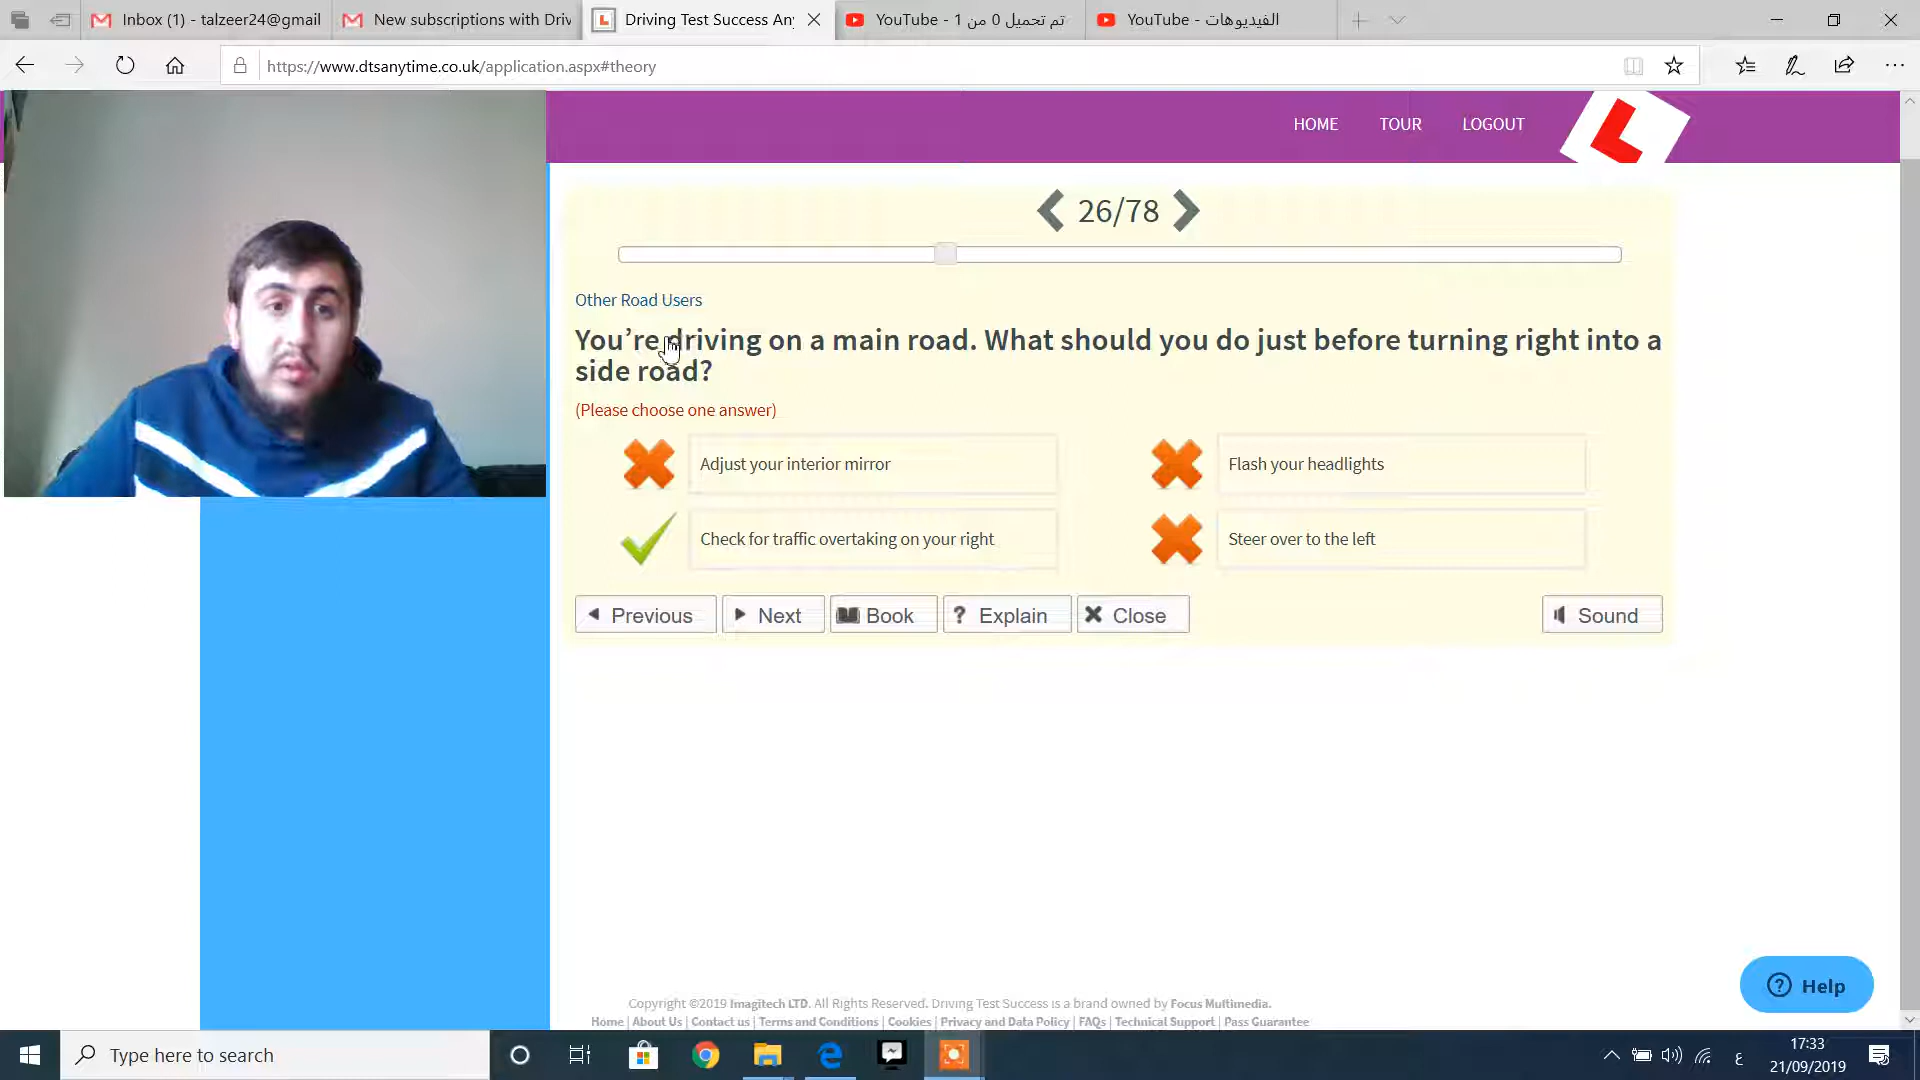 Inbox (1) - talzeer24@gmail
New subscriptions with Driv
Driving Test Success Any
YouTube - تم تحميل 0 من 1
YouTube - الفيديوهات
https://www.dtsanytime.co.uk/application.aspx#theory
HOME TOUR LOGOUT
26/78
Other Road Users
You’re driving on a main road. What should you do just before turning right into a
side road?
(Please choose one answer)
Adjust your interior mirror
Flash your headlights
Check for traffic overtaking on your right
Steer over to the left
Previous Next Book ? Explain Close Sound
? Help
Copyright ©2019 Imagitech LTD. All Rights Reserved. Driving Test Success is a brand owned by Focus Multimedia.
Home | About Us | Contact us | Terms and Conditions | Cookies | Privacy and Data Policy | FAQs | Technical Support | Pass Guarantee
Type here to search
ع
17:33
21/09/2019